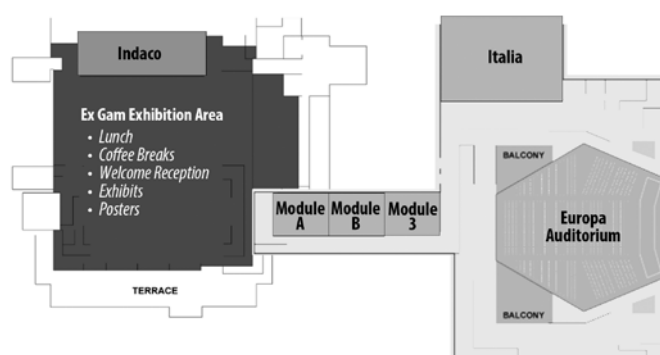 Indaco
Italia
Ex Gam Exhibition Area
• Lunch
• Coffee Breaks
• Welcome Reception
• Exhibits
• Posters
BALCONY
Module
A
Module
B
Module
3
Europa
Auditorium
TERRACE
BALCONY